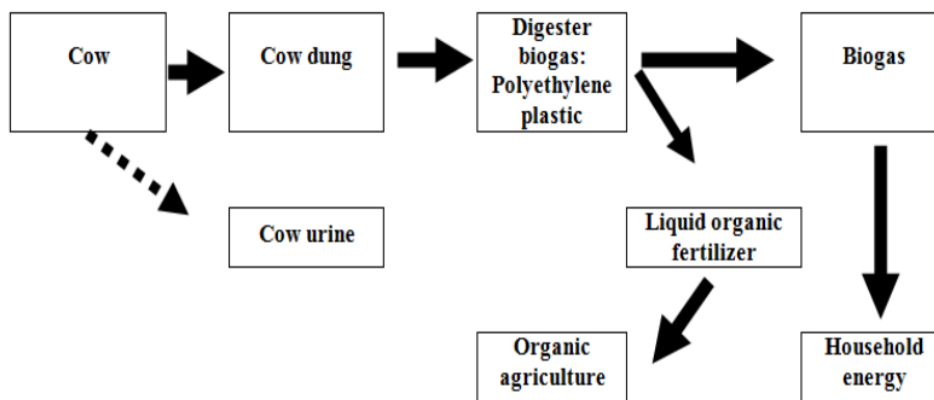 Cow
Cow dung
Digester
biogas:
Polyethylene
plastic
Biogas
Cow urine
Liquid organic
fertilizer
Organic
agriculture
Household
energy